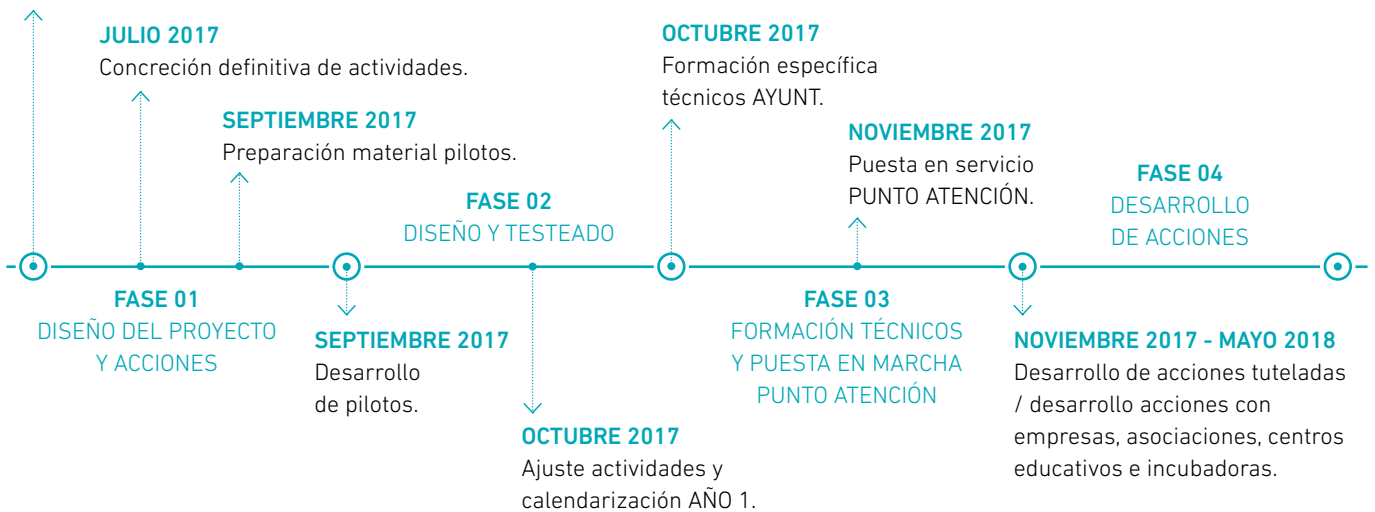 JULIO 2017
Concreción definitiva de actividades.
SEPTIEMBRE 2017
Preparación material pilotos.
FASE 02
DISEÑO Y TESTEADO
OCTUBRE 2017
Formación específica
técnicos AYUNT.
NOVIEMBRE 2017
Puesta en servicio
PUNTO ATENCIÓN.
FASE 04
DESARROLLO
DE ACCIONES
FASE 01
DISEÑO DEL PROYECTO
Y ACCIONES
SEPTIEMBRE 2017
Desarrollo
de pilotos.
OCTUBRE 2017
Ajuste actividades y
calendarización AÑO 1.
FASE 03
FORMACIÓN TÉCNICOS
Y PUESTA EN MARCHA
PUNTO ATENCIÓN
NOVIEMBRE 2017 - MAYO 2018
Desarrollo de acciones tuteladas
/ desarrollo acciones con
empresas, asociaciones, centros
educativos e incubadoras.